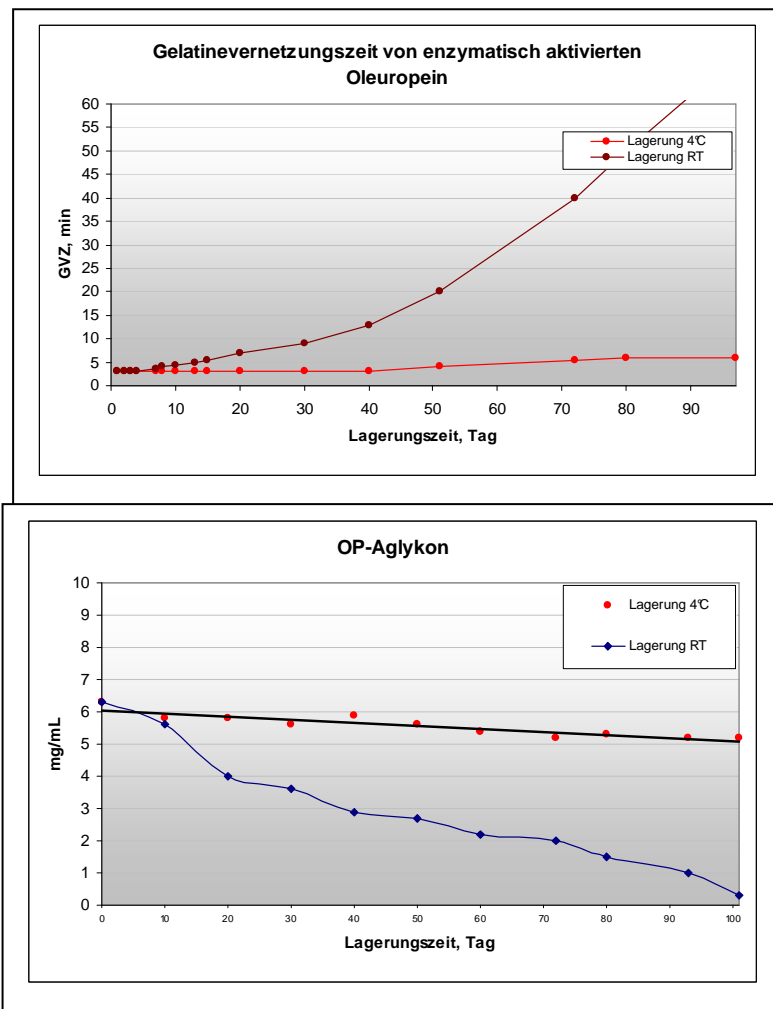 Gelatinevernetzungszeit von enzymatisch aktivierten
Oleuropein
60
55
50
45
40
35
30
25
20
15
10
5
0
GVZ, min
Lagerung 4°C
Lagerung RT
0 10 20 30 40 50 60 70 80 90
Lagerungszeit, Tag
OP-Aglykon
10
9
8
7
6
5
4
3
2
1
0
mg/mL
Lagerung 4°C
Lagerung RT
0 10 20 30 40 50 60 70 80 90 100
Lagerungszeit, Tag